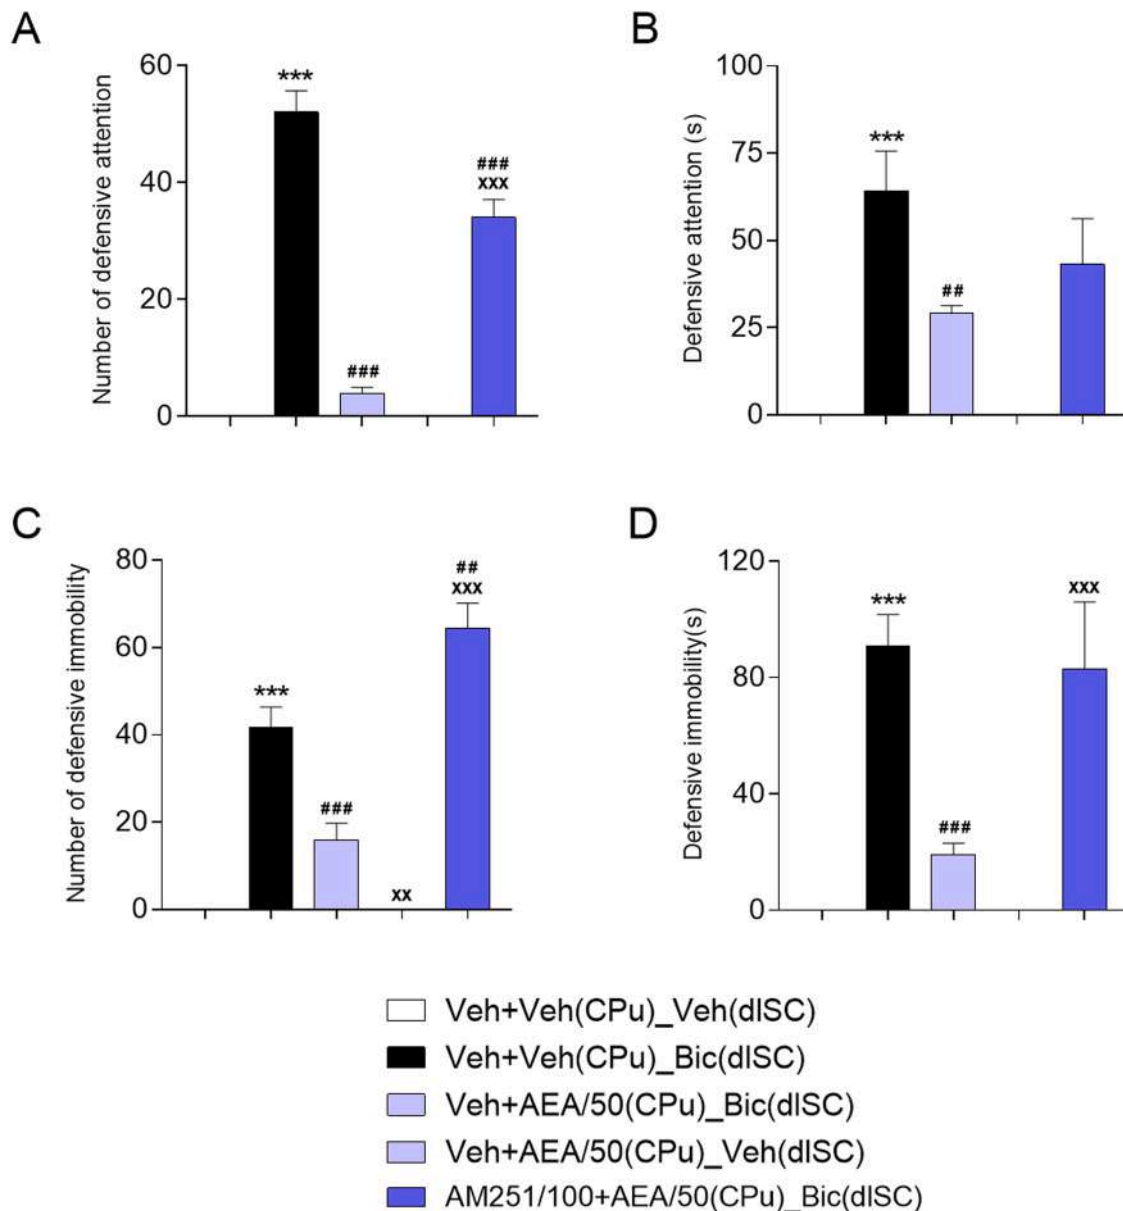 A
Number of defensive attention
60
40
20
0
***
###
###
xxx
B
Defensive attention (s)
100
75
50
25
0
***
##
C
Number of defensive immobility
80
60
40
20
0
***
###
xx
##
xxx
D
Defensive immobility(s)
120
80
40
0
***
###
xxx
Veh+Veh(CPu)_Veh(dlSC)
Veh+Veh(CPu)_Bic(dlSC)
Veh+AEA/50(CPu)_Bic(dlSC)
Veh+AEA/50(CPu)_Veh(dlSC)
AM251/100+AEA/50(CPu)_Bic(dlSC)